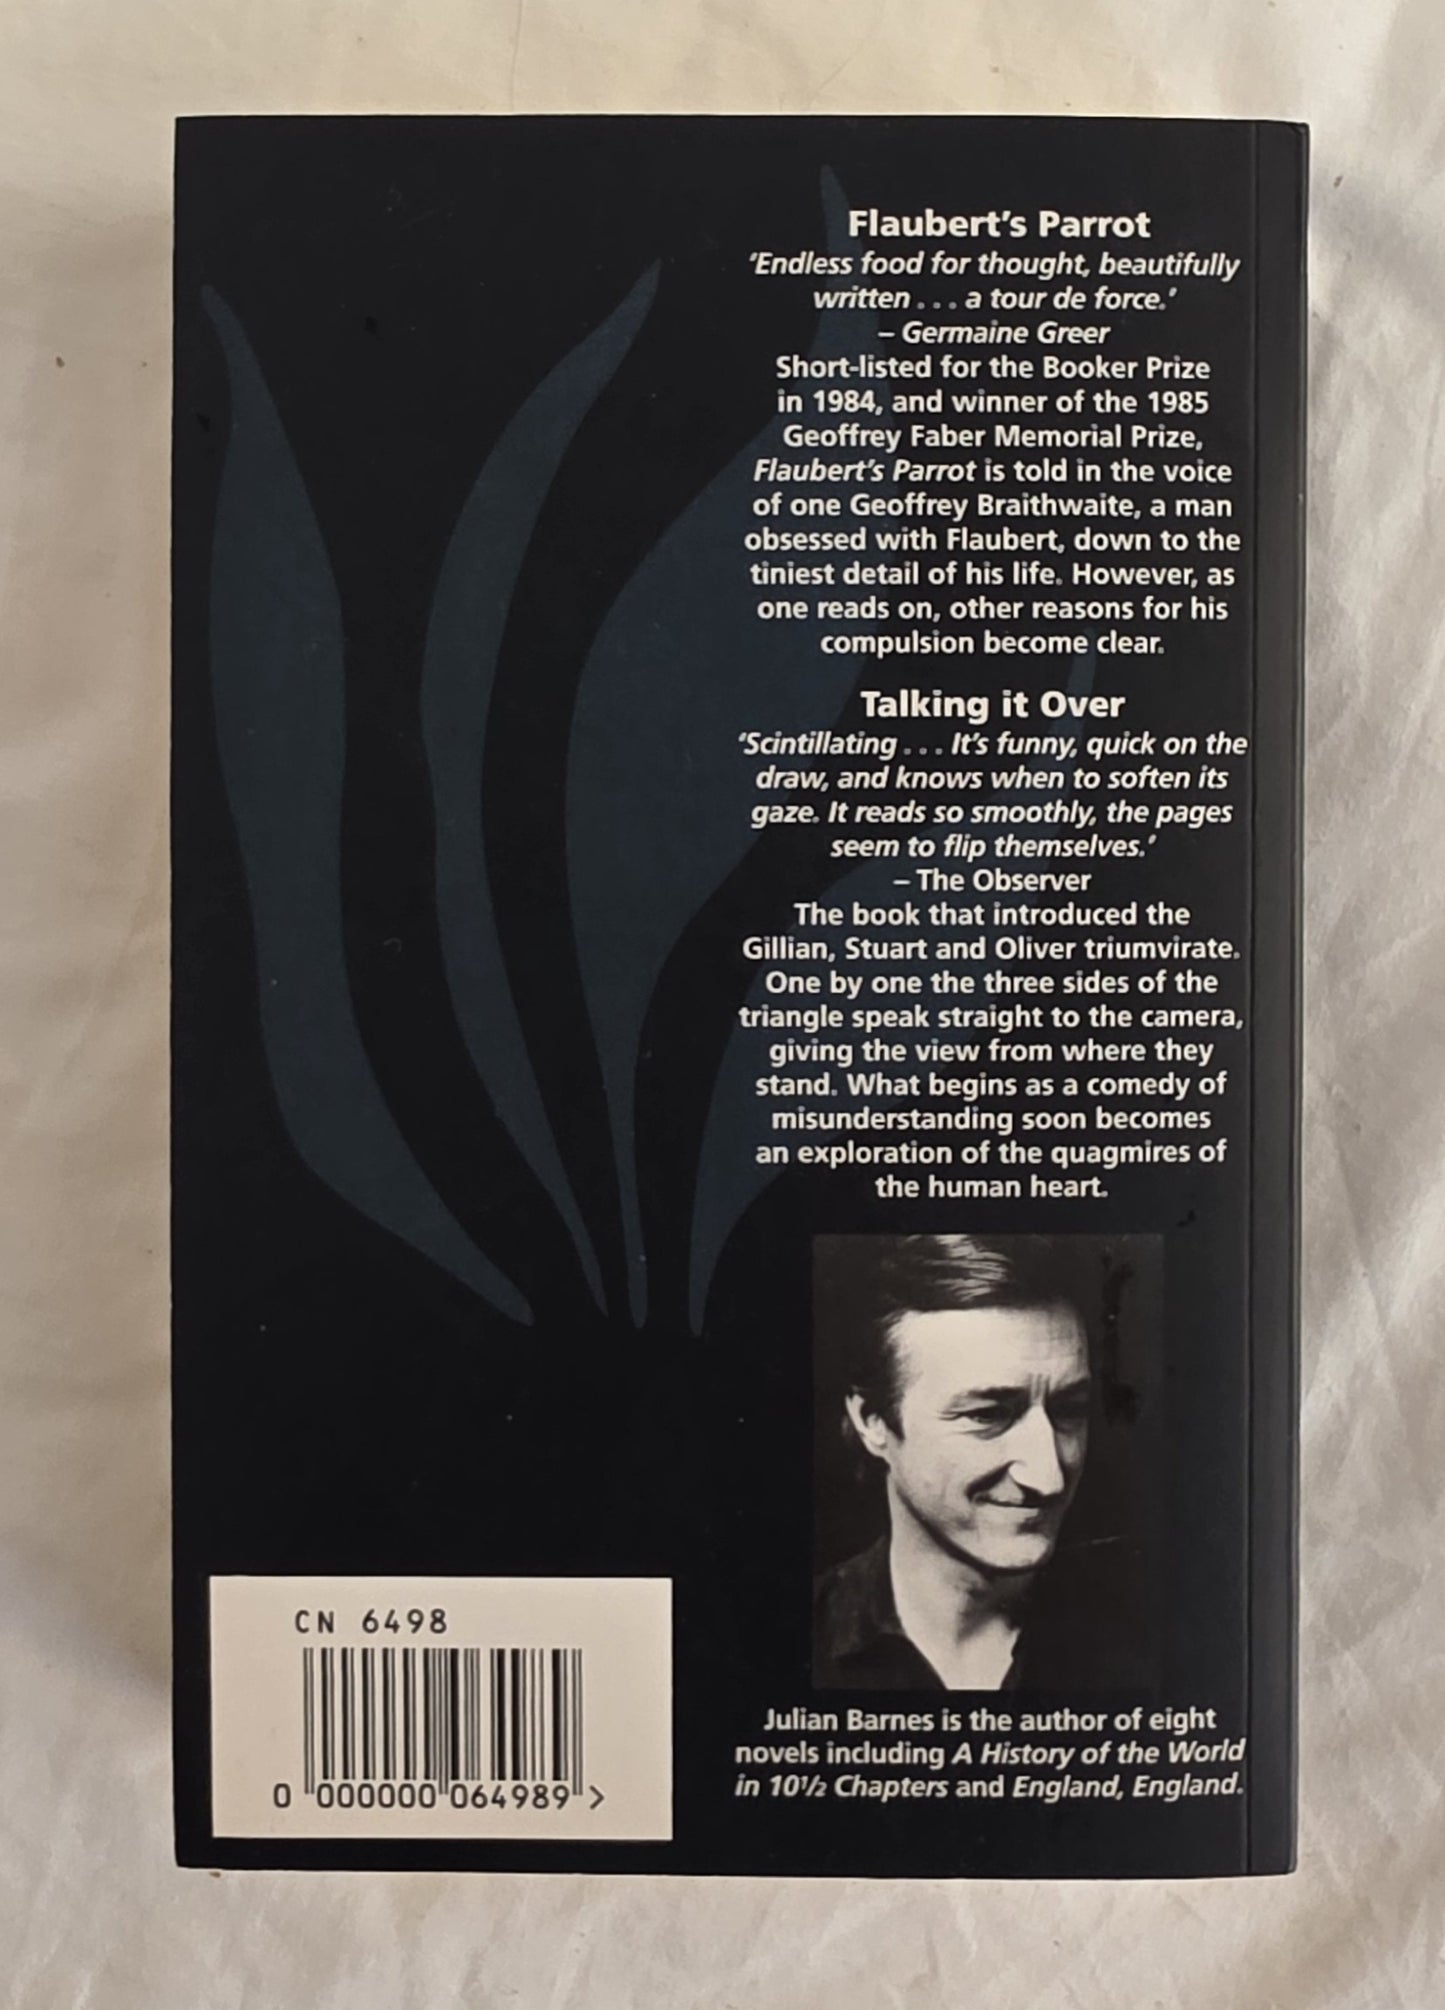 Flaubert's Parrot
'Endless food for thought, beautifully
written . . . a tour de force.'
– Germaine Greer
Short-listed for the Booker Prize
in 1984, and winner of the 1985
Geoffrey Faber Memorial Prize,
Flaubert's Parrot is told in the voice
of one Geoffrey Braithwaite, a man
obsessed with Flaubert, down to the
tiniest detail of his life. However, as
one reads on, other reasons for his
compulsion become clear.
Talking it Over
'Scintillating . . . It's funny, quick on the
draw, and knows when to soften its
gaze. It reads so smoothly, the pages
seem to flip themselves.'
– The Observer
The book that introduced the
Gillian, Stuart and Oliver triumvirate.
One by one the three sides of the
triangle speak straight to the camera,
giving the view from where they
stand. What begins as a comedy of
misunderstanding soon becomes
an exploration of the quagmires of
the human heart.
Julian Barnes is the author of eight
novels including A History of the World
in 10½ Chapters and England, England.
CN 6498
0 000000 064989 >